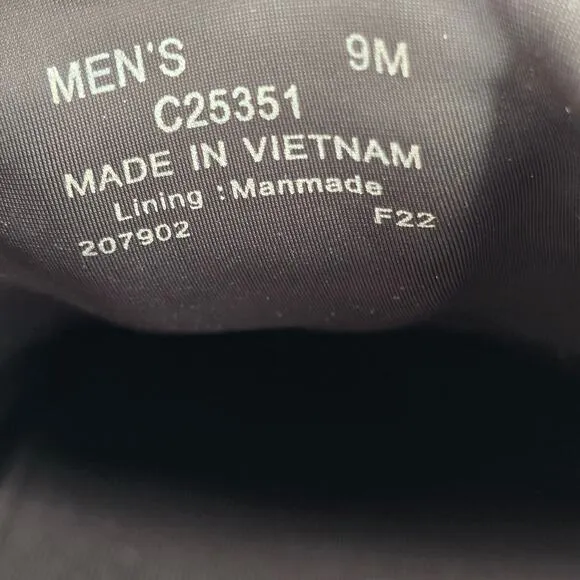 MEN'S 9M
C25351
MADE IN VIETNAM
Lining : Manmade
207902 F22